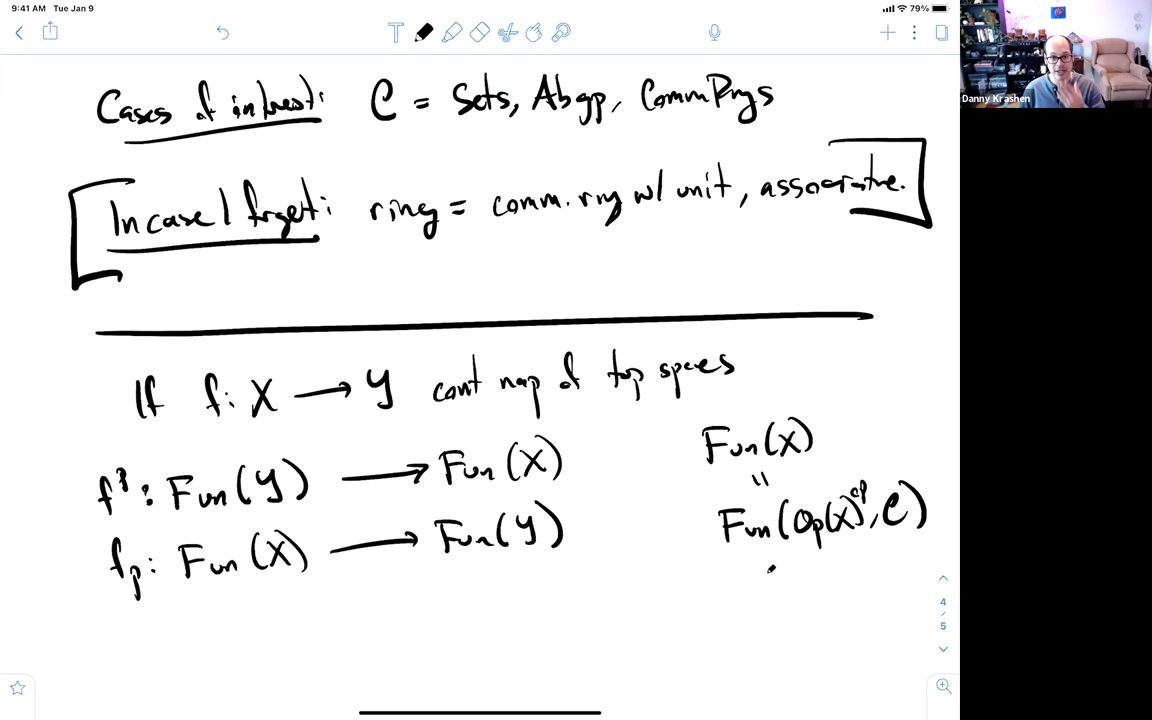 9:41 AM Tue Jan 9
79%
Danny Krashen
Cases of interest: C = Sets, Abgp, CommRngs
In case I forget: ring = comm. rng w/ unit, associative.
If f: X → Y cont map of top spaces
Fun(X)
f^p: Fun(Y) → Fun(X)
"
Fun(Op(X)^op, C)
f_p: Fun(X) → Fun(Y)
4
/
5